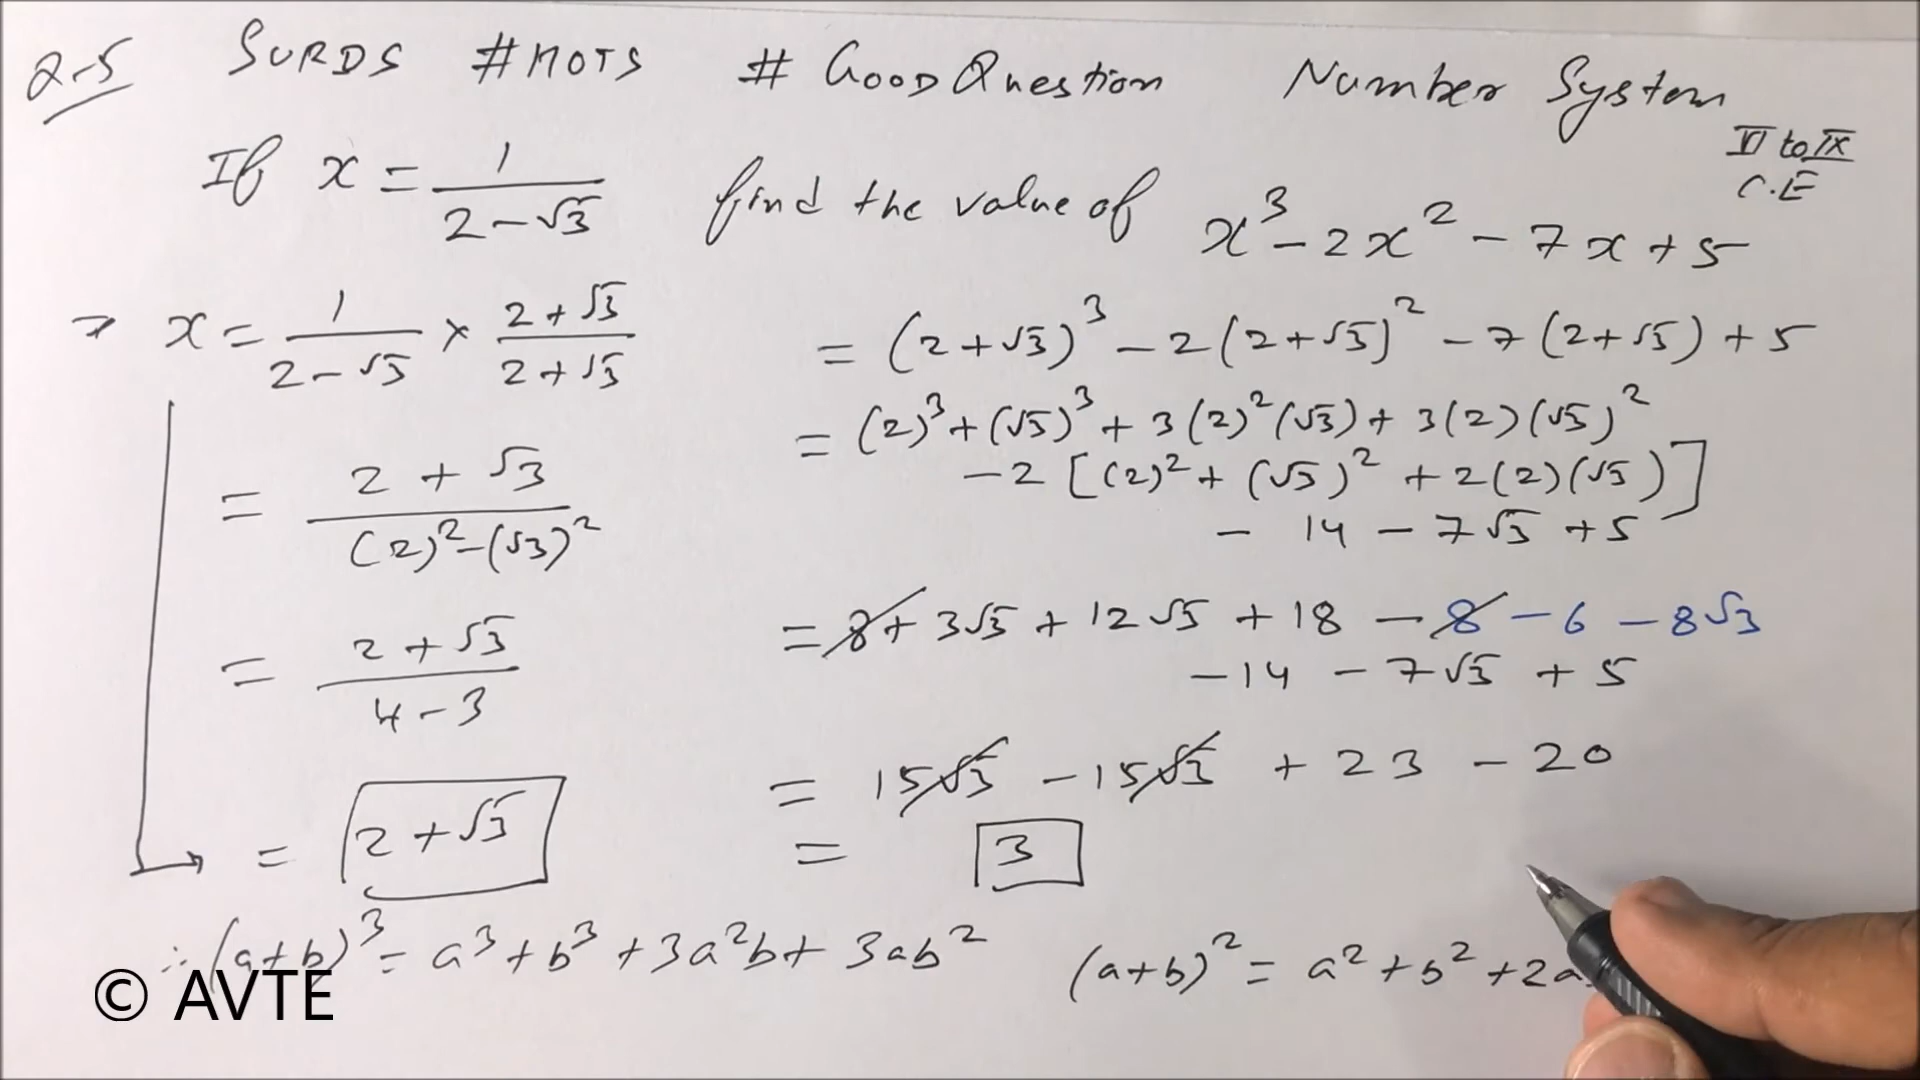 Q-5 SURDS #HOTS # Good Question Number System
VI to IX
C.E
If x = 1/(2-√3) find the value of x³ - 2x² - 7x + 5
→ x = 1/(2-√3) × (2+√3)/(2+√3)
= (2+√3)/((2)²-(√3)²)
= (2+√3)/(4-3)
= 2+√3
= (2+√3)³ - 2(2+√3)² - 7(2+√3) + 5
= (2)³ + (√3)³ + 3(2)²(√3) + 3(2)(√3)²
- 2[(2)² + (√3)² + 2(2)(√3)]
- 14 - 7√3 + 5
= 8 + 3√3 + 12√3 + 18 - 8 - 6 - 8√3
- 14 - 7√3 + 5
= 15√3 - 15√3 + 23 - 20
= 3
∴ (a+b)³ = a³ + b³ + 3a²b + 3ab²
(a+b)² = a² + b² + 2a
© AVTE